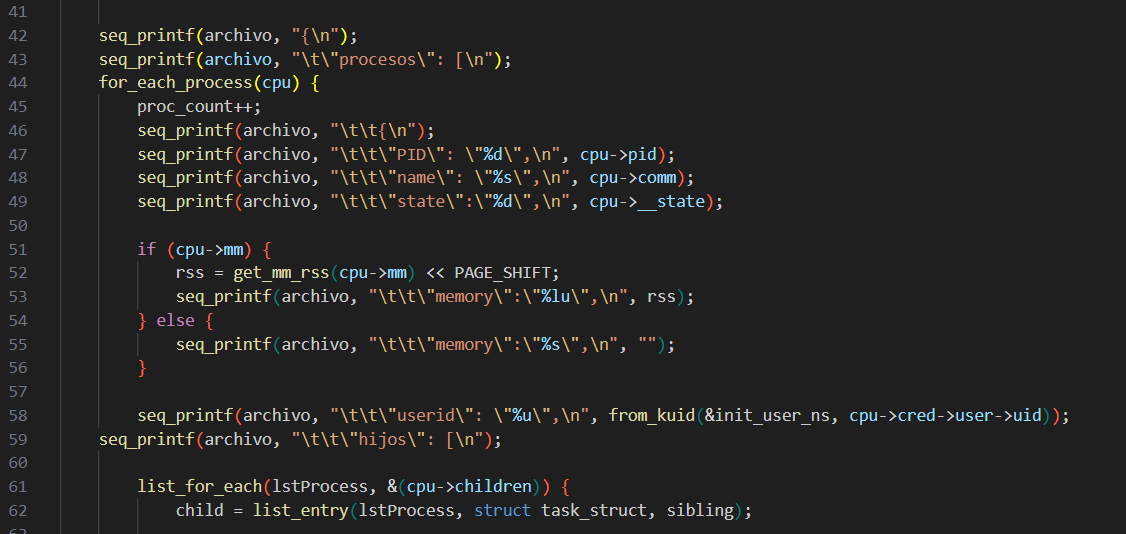 41
42 seq_printf(archivo, "{\n");
43 seq_printf(archivo, "\t\"procesos\": [\n");
44 for_each_process(cpu) {
45 proc_count++;
46 seq_printf(archivo, "\t\t{\n");
47 seq_printf(archivo, "\t\t\"PID\": \"%d\",\n", cpu->pid);
48 seq_printf(archivo, "\t\t\"name\": \"%s\",\n", cpu->comm);
49 seq_printf(archivo, "\t\t\"state\":\"%d\",\n", cpu->__state);
50
51 if (cpu->mm) {
52 rss = get_mm_rss(cpu->mm) << PAGE_SHIFT;
53 seq_printf(archivo, "\t\t\"memory\":\"%lu\",\n", rss);
54 } else {
55 seq_printf(archivo, "\t\t\"memory\":\"%s\",\n", "");
56 }
57
58 seq_printf(archivo, "\t\t\"userid\": \"%u\",\n", from_kuid(&init_user_ns, cpu->cred->user->uid));
59 seq_printf(archivo, "\t\t\"hijos\": [\n");
60
61 list_for_each(lstProcess, &(cpu->children)) {
62 child = list_entry(lstProcess, struct task_struct, sibling);